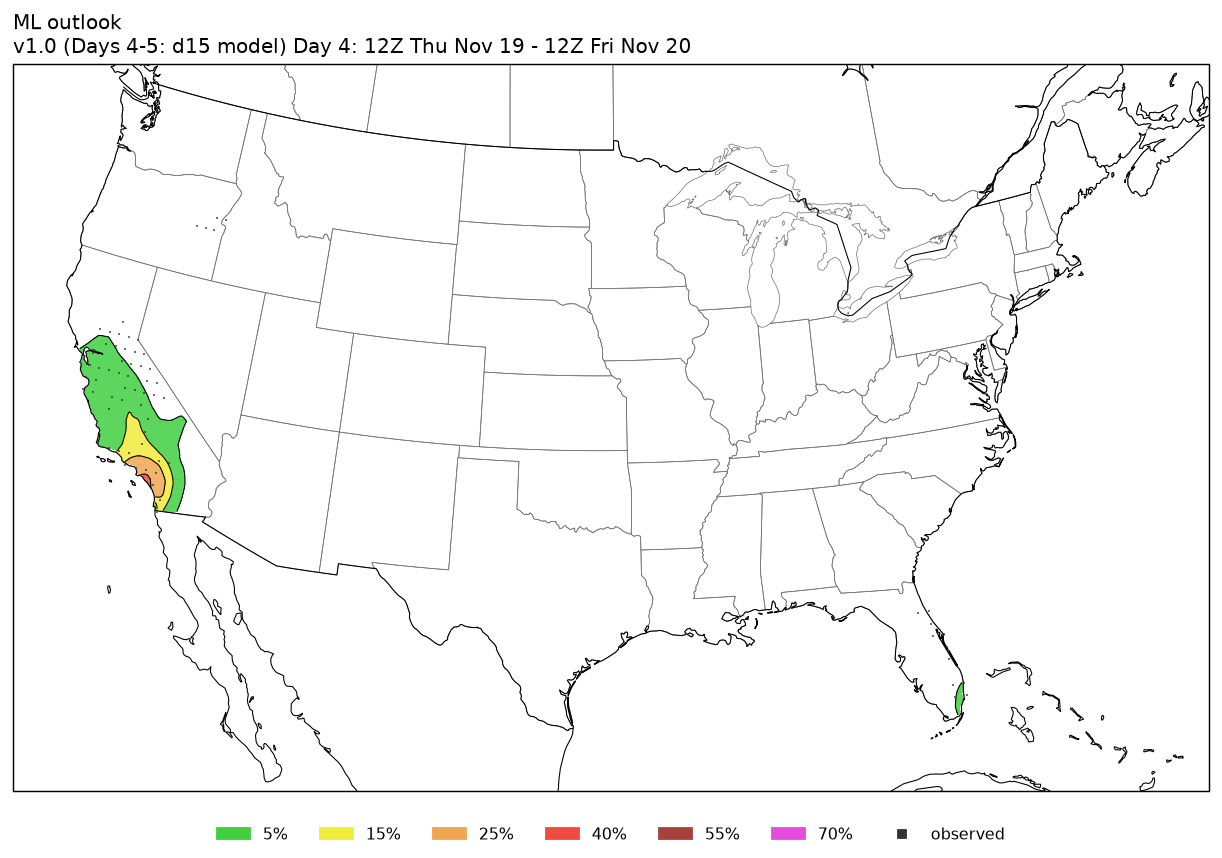 ML outlook
v1.0 (Days 4-5: d15 model) Day 4: 12Z Thu Nov 19 - 12Z Fri Nov 20
5% 15% 25% 40% 55% 70% observed